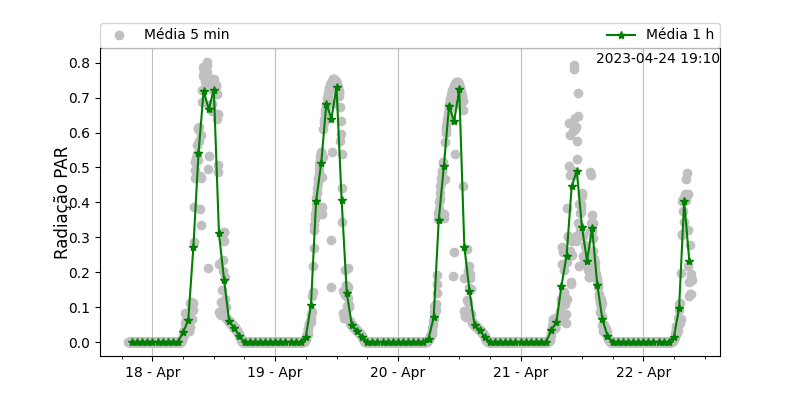 Média 5 min
Média 1 h
2023-04-24 19:10
Radiação PAR
0.8
0.7
0.6
0.5
0.4
0.3
0.2
0.1
0.0
18 - Apr
19 - Apr
20 - Apr
21 - Apr
22 - Apr